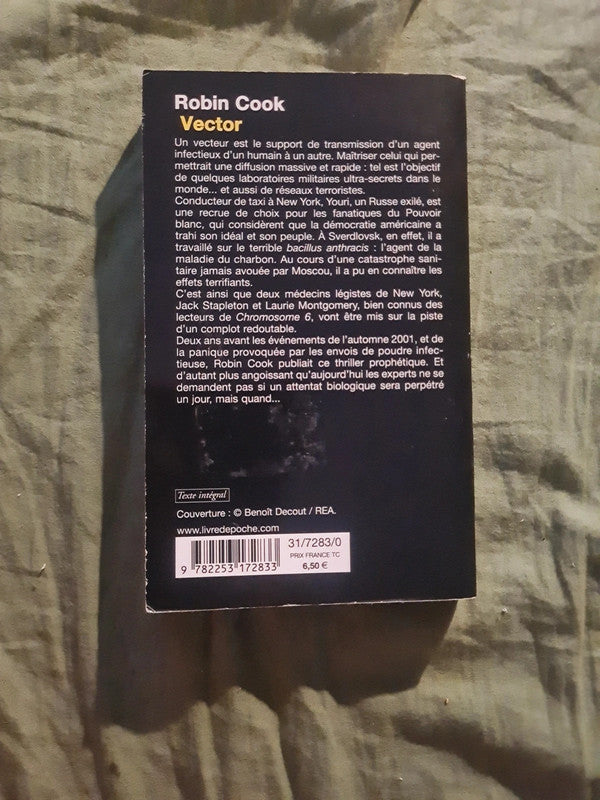 Robin Cook
Vector
Un vecteur est le support de transmission d'un agent
infectieux d'un humain à un autre. Maîtriser celui qui per-
mettrait une diffusion massive et rapide : tel est l'objectif
de quelques laboratoires militaires ultra-secrets dans le
monde... et aussi de réseaux terroristes.
Conducteur de taxi à New York, Youri, un Russe exilé, est
une recrue de choix pour les fanatiques du Pouvoir
blanc, qui considèrent que la démocratie américaine a
trahi son idéal et son peuple. À Sverdlovsk, en effet, il a
travaillé sur le terrible bacillus anthracis : l'agent de la
maladie du charbon. Au cours d'une catastrophe sani-
taire jamais avouée par Moscou, il a pu en connaître les
effets terrifiants.
C'est ainsi que deux médecins légistes de New York,
Jack Stapleton et Laurie Montgomery, bien connus des
lecteurs de Chromosome 6, vont être mis sur la piste
d'un complot redoutable.
Deux ans avant les événements de l'automne 2001, et de
la panique provoquée par les envois de poudre infec-
tieuse, Robin Cook publiait ce thriller prophétique. Et
d'autant plus angoissant qu'aujourd'hui les experts ne se
demandent pas si un attentat biologique sera perpétré
un jour, mais quand...
Texte intégral
Couverture : © Benoît Decout / REA.
www.livredepoche.com
31/7283/0
PRIX FRANCE TC
6,50 €
9 782253 172833